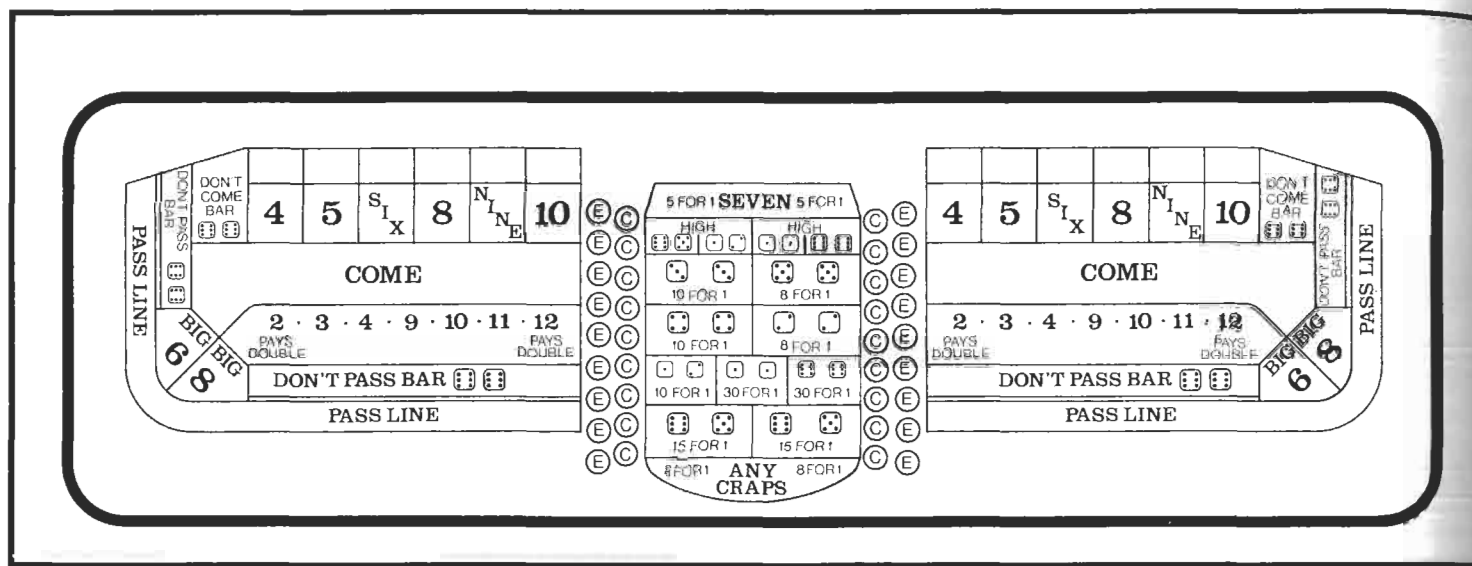 DON'T PASS BAR
DON'T COME BAR
4 5 SIX 8 NINE 10
PASS LINE
COME
2 · 3 · 4 · 9 · 10 · 11 · 12
PAYS DOUBLE
PAYS DOUBLE
BIG 6
BIG 8
DON'T PASS BAR
PASS LINE
E E E E E E E E E
C C C C C C C C C
5 FOR 1 SEVEN 5 FOR 1
HIGH HIGH
10 FOR 1 8 FOR 1
10 FOR 1 8 FOR 1
10 FOR 1 30 FOR 1 30 FOR 1
15 FOR 1 15 FOR 1
8 FOR 1 ANY CRAPS 8 FOR 1
C C C C C C C C C
E E E E E E E E E
4 5 SIX 8 NINE 10
DON'T COME BAR
DON'T PASS BAR
COME
PASS LINE
2 · 3 · 4 · 9 · 10 · 11 · 12
PAYS DOUBLE
PAYS DOUBLE
BIG 6
BIG 8
DON'T PASS BAR
PASS LINE